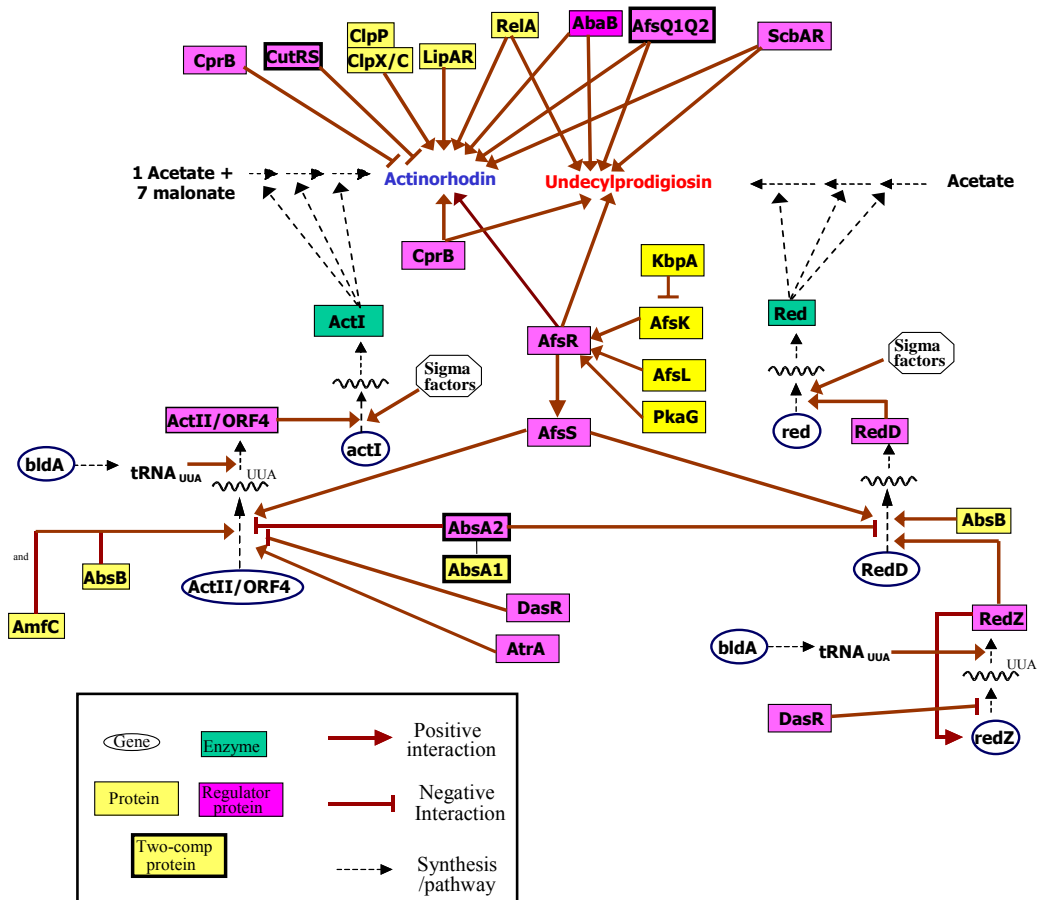 RelA
AbaB
AfsQ1Q2
ClpP
ScbAR
CprB
CutRS
ClpX/C
LipAR
1 Acetate +
7 malonate
Actinorhodin
Undecylprodigiosin
Acetate
CprB
KbpA
ActI
AfsK
Red
AfsR
Sigma
factors
Sigma
factors
AfsL
PkaG
ActII/ORF4
actI
AfsS
red
RedD
bldA
tRNA UUA
UUA
AbsA2
AbsB
and
AbsB
AbsA1
RedD
ActII/ORF4
DasR
AmfC
AtrA
RedZ
bldA
tRNA UUA
UUA
DasR
redZ
Gene
Enzyme
Positive
interaction
Protein
Regulator
protein
Negative
Interaction
Two-comp
protein
Synthesis
/pathway